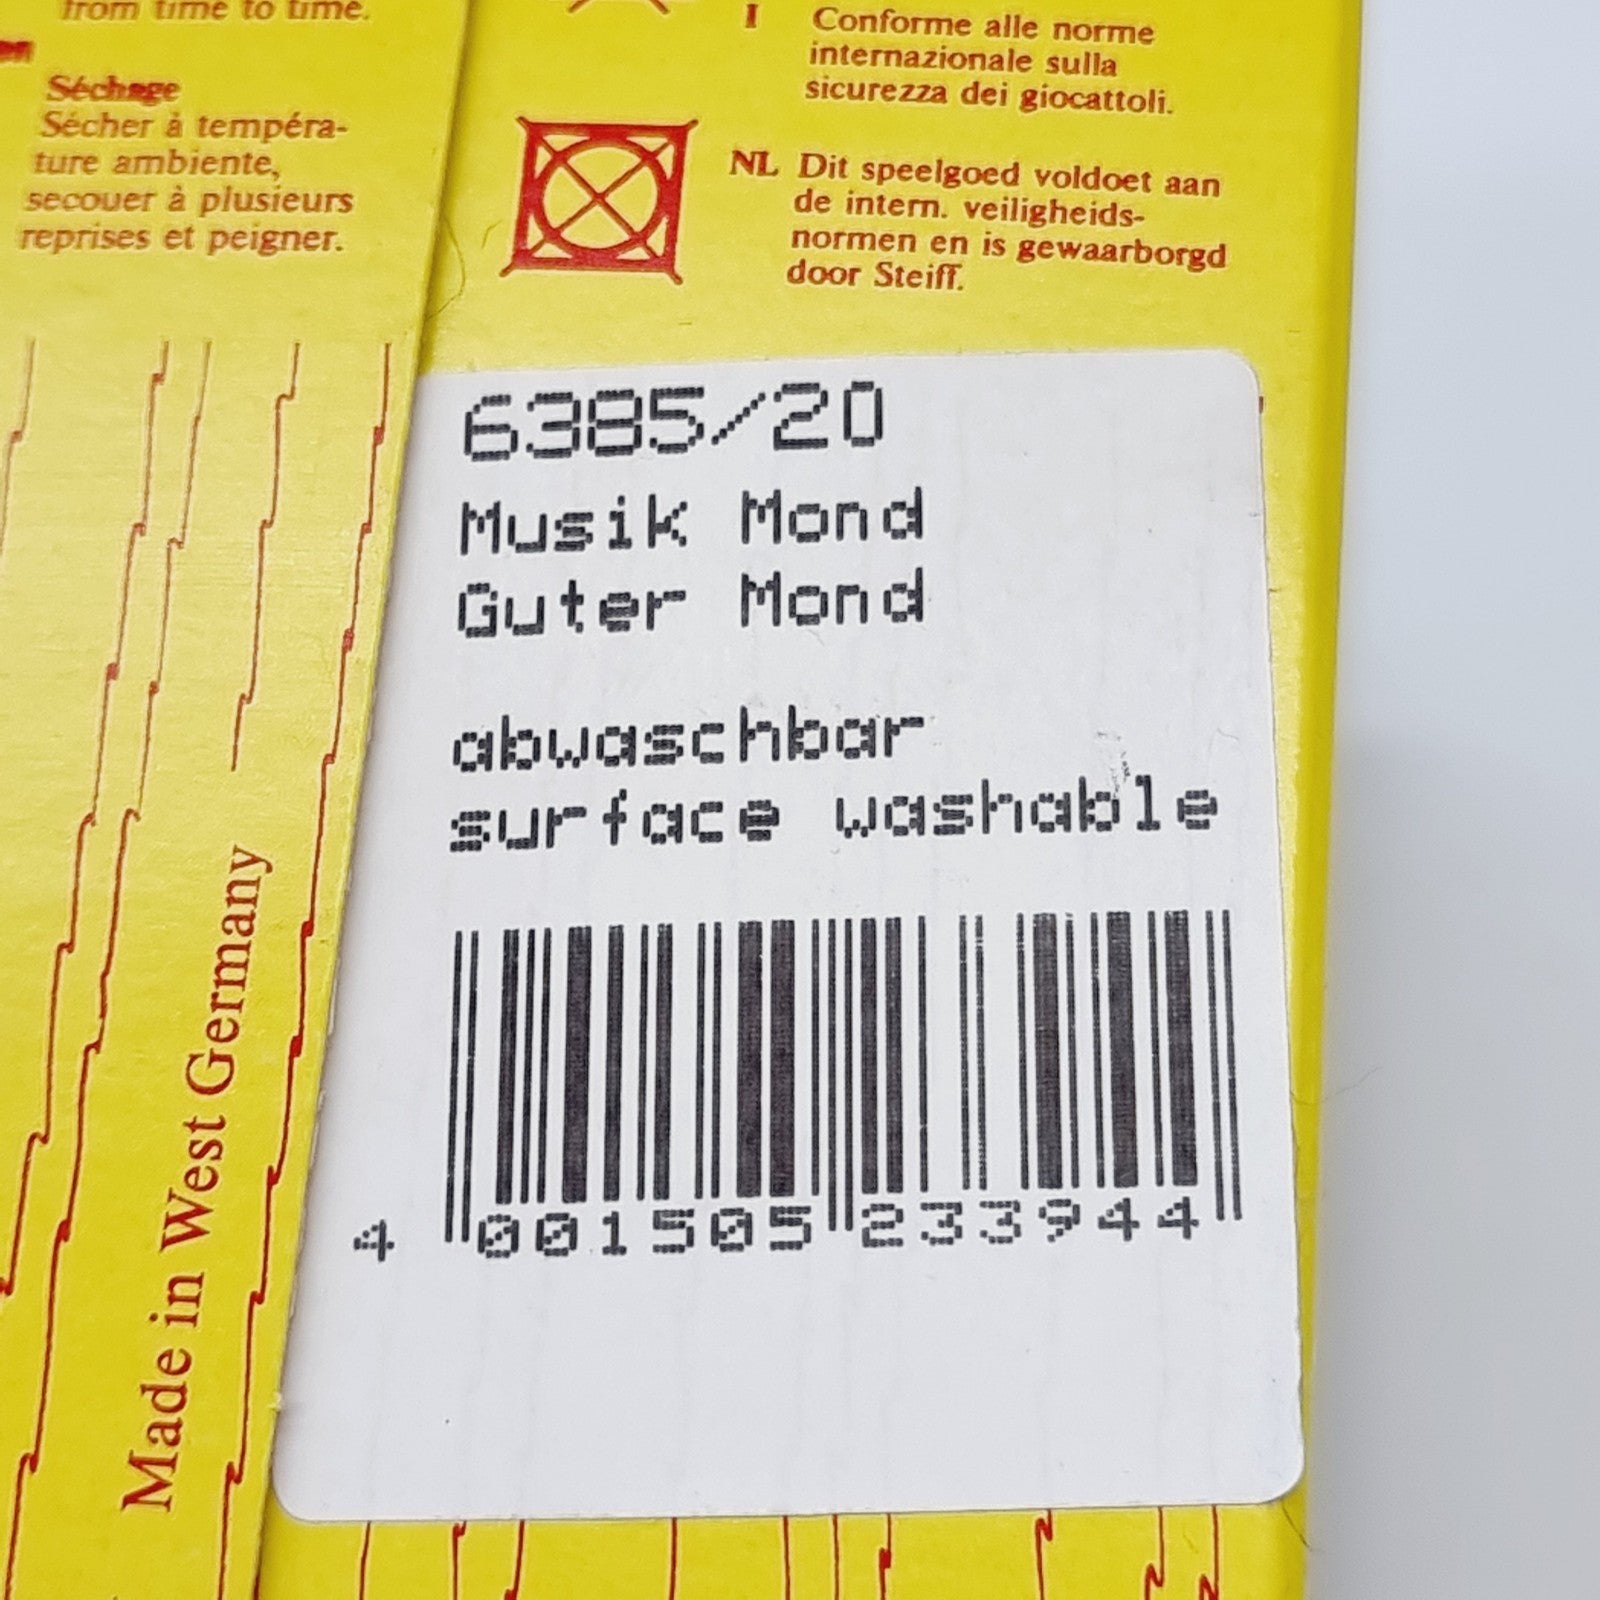 from time to time.
en
Séchage
Sécher à tempéra-
ture ambiente,
secouer à plusieurs
reprises et peigner.
Made in West Germany
I Conforme alle norme
internazionale sulla
sicurezza dei giocattoli.
NL Dit speelgoed voldoet aan
de intern. veiligheids-
normen en is gewaarborgd
door Steiff.
6385/20
Musik Mond
Guter Mond
abwaschbar
surface washable
4 001505 233944